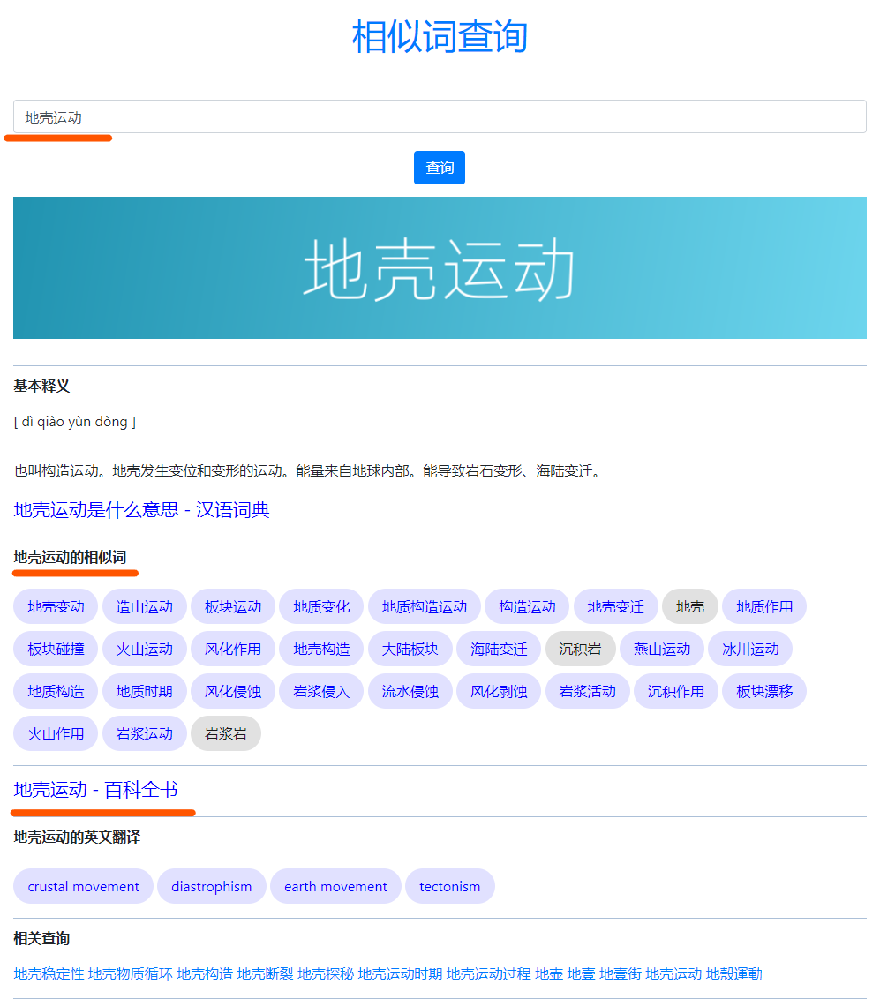 相似词查询
地壳运动
查询
地壳运动
基本释义
[ dì qiào yùn dòng ]
也叫构造运动。地壳发生变位和变形的运动。能量来自地球内部。能导致岩石变形、海陆变迁。
地壳运动是什么意思 - 汉语词典
地壳运动的相似词
地壳变动 造山运动 板块运动 地质变化 地质构造运动 构造运动 地壳变迁 地壳 地质作用
板块碰撞 火山运动 风化作用 地壳构造 大陆板块 海陆变迁 沉积岩 燕山运动 冰川运动
地质构造 地质时期 风化侵蚀 岩浆侵入 流水侵蚀 风化剥蚀 岩浆活动 沉积作用 板块漂移
火山作用 岩浆运动 岩浆岩
地壳运动 - 百科全书
地壳运动的英文翻译
crustal movement diastrophism earth movement tectonism
相关查询
地壳稳定性 地壳物质循环 地壳构造 地壳断裂 地壳探秘 地壳运动时期 地壳运动过程 地壶 地壹 地壹街 地壳运动 地殻運動